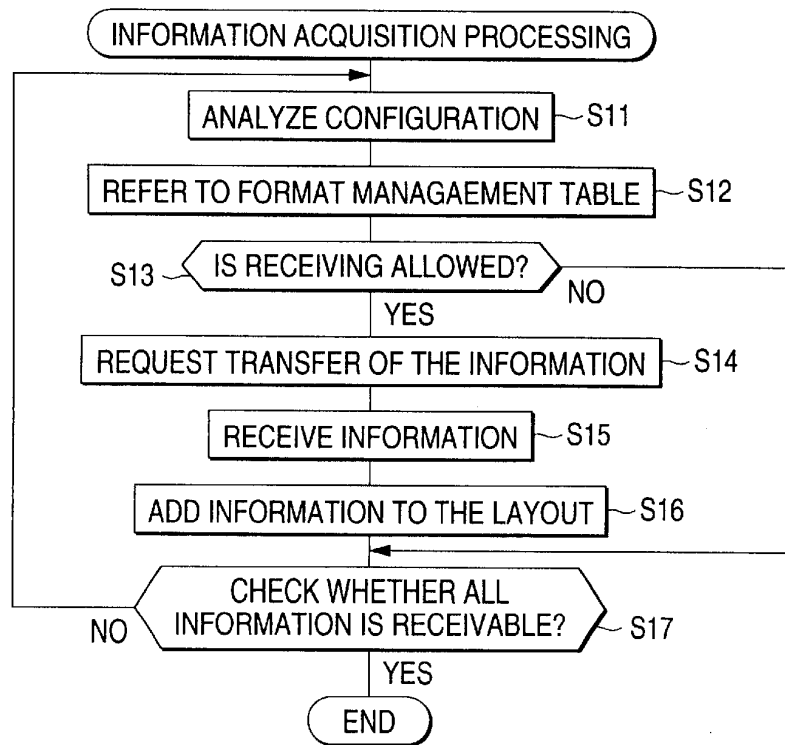 INFORMATION ACQUISITION PROCESSING
ANALYZE CONFIGURATION
S11
REFER TO FORMAT MANAGAEMENT TABLE
S12
S13
IS RECEIVING ALLOWED?
NO
YES
REQUEST TRANSFER OF THE INFORMATION
S14
RECEIVE INFORMATION
S15
ADD INFORMATION TO THE LAYOUT
S16
CHECK WHETHER ALL
INFORMATION IS RECEIVABLE?
S17
NO
YES
END